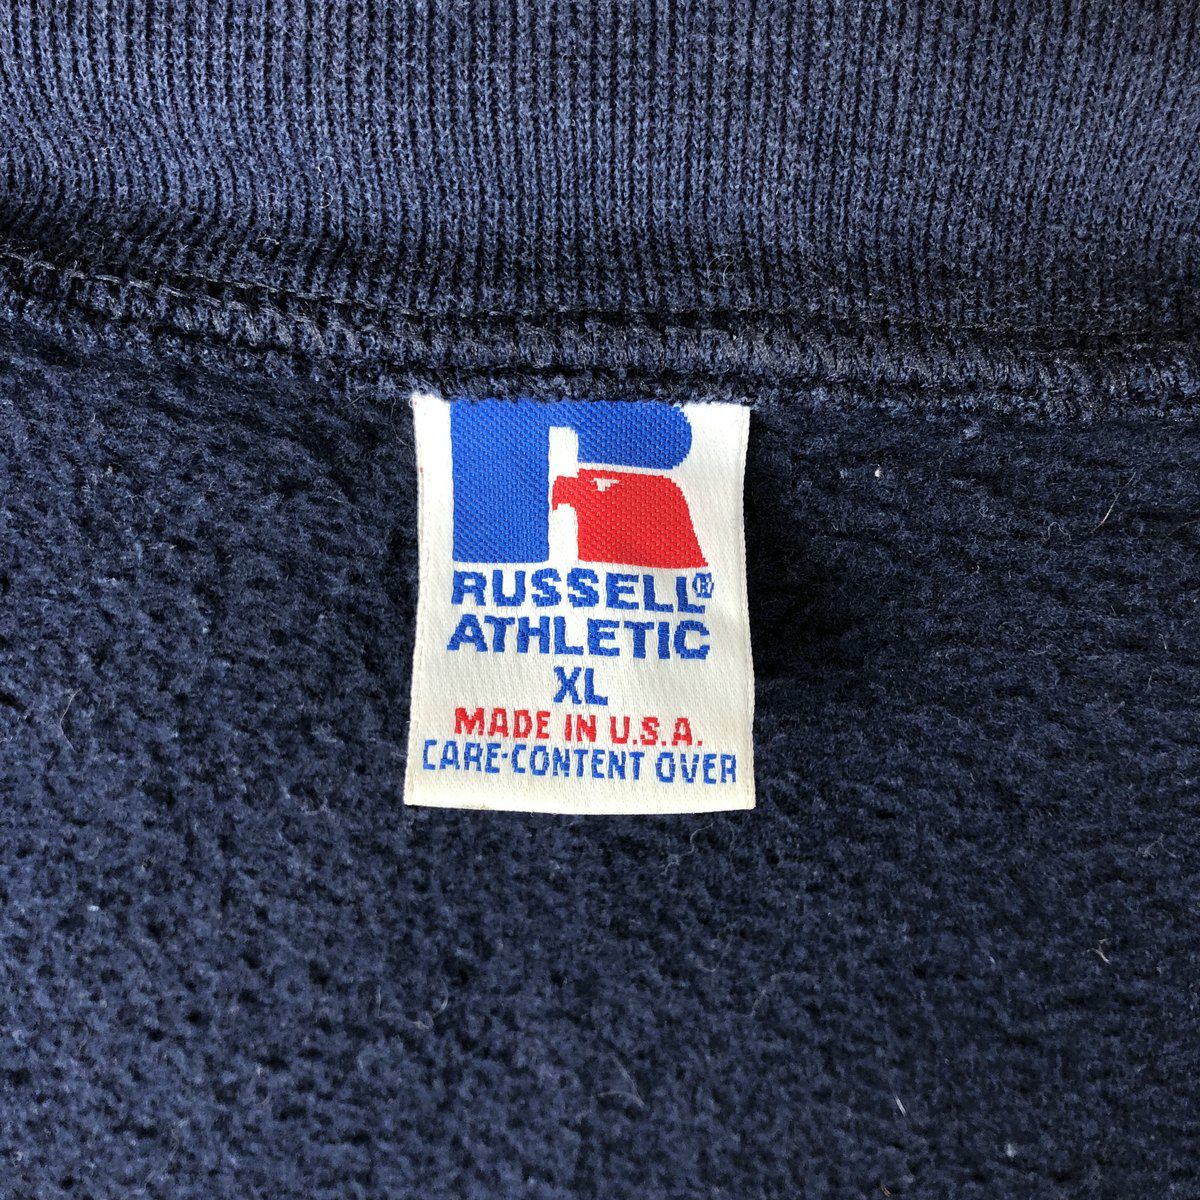 RUSSELL®
ATHLETIC
XL
MADE IN U.S.A.
CARE-CONTENT OVER